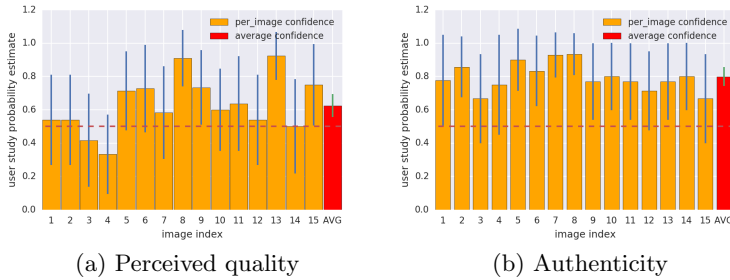 1.2
1.0
0.8
0.6
0.4
0.2
0.0
user study probability estimate
per_image confidence
average confidence
1 2 3 4 5 6 7 8 9 10 11 12 13 14 15 AVG
image index
(a) Perceived quality
1.2
1.0
0.8
0.6
0.4
0.2
0.0
user study probability estimate
per_image confidence
average confidence
1 2 3 4 5 6 7 8 9 10 11 12 13 14 15 AVG
image index
(b) Authenticity